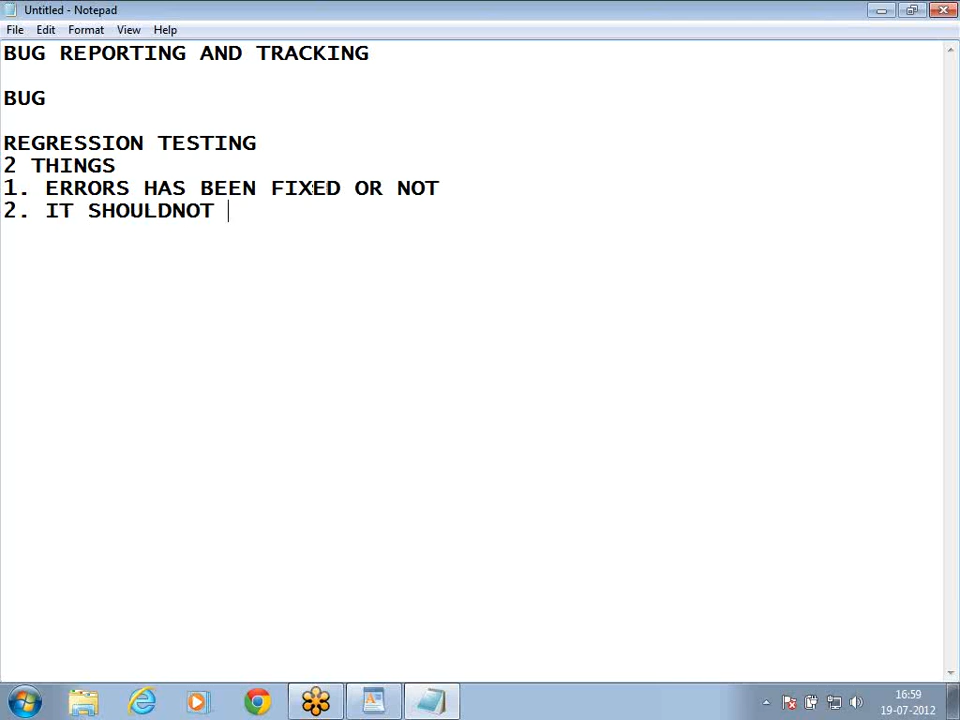 Untitled - Notepad
File Edit Format View Help
BUG REPORTING AND TRACKING
BUG
REGRESSION TESTING
2 THINGS
1. ERRORS HAS BEEN FIXED OR NOT
2. IT SHOULDNOT
16:59
19-07-2012